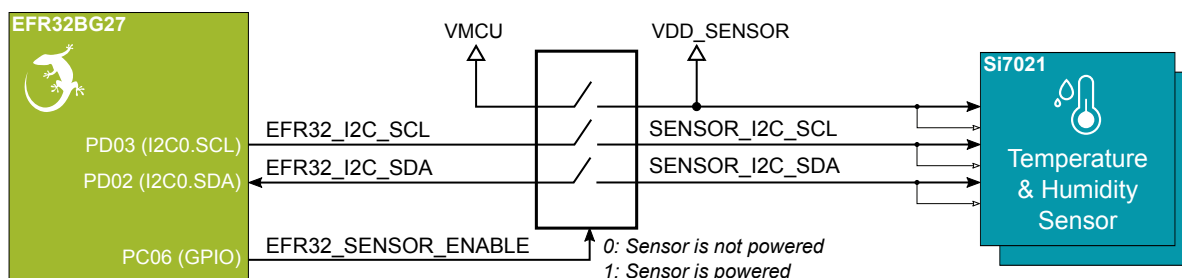 EFR32BG27
VMCU
VDD_SENSOR
Si7021
PD03 (I2C0.SCL)
EFR32_I2C_SCL
SENSOR_I2C_SCL
PD02 (I2C0.SDA)
EFR32_I2C_SDA
SENSOR_I2C_SDA
Temperature
& Humidity
Sensor
PC06 (GPIO)
EFR32_SENSOR_ENABLE
0: Sensor is not powered
1: Sensor is powered